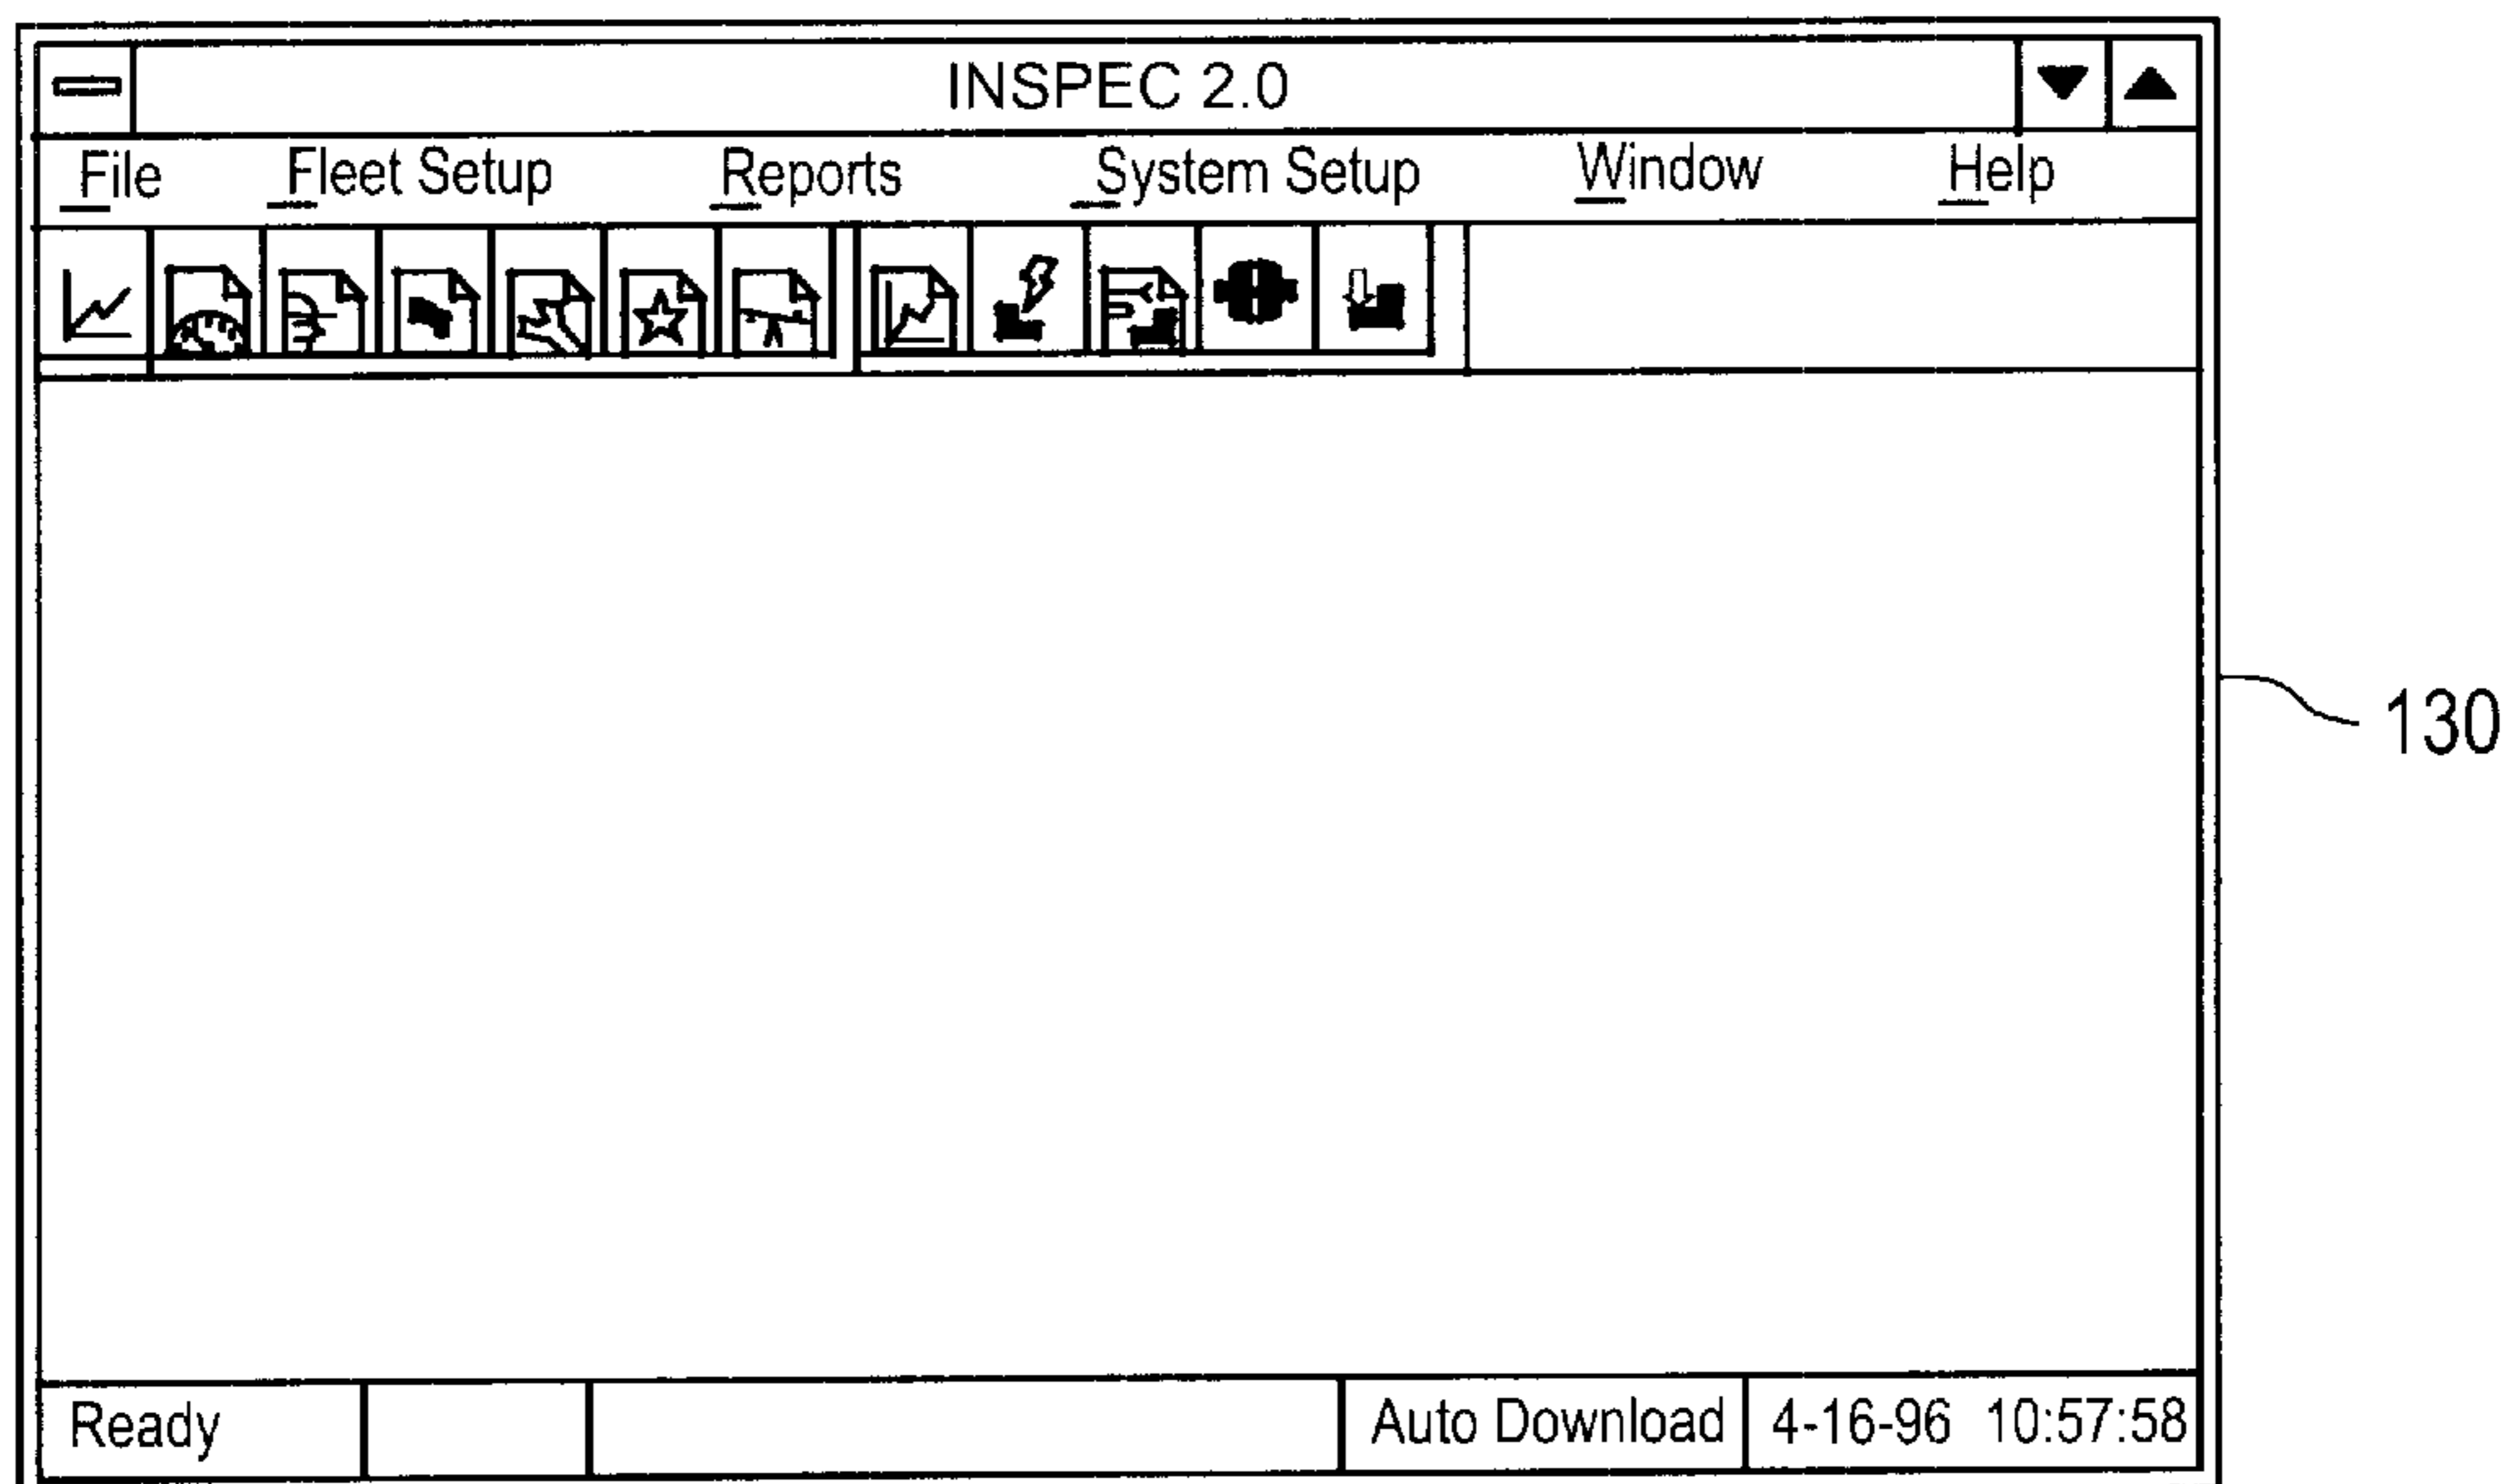 INSPEC 2.0
File Fleet Setup Reports System Setup Window Help
130
Ready Auto Download 4-16-96 10:57:58